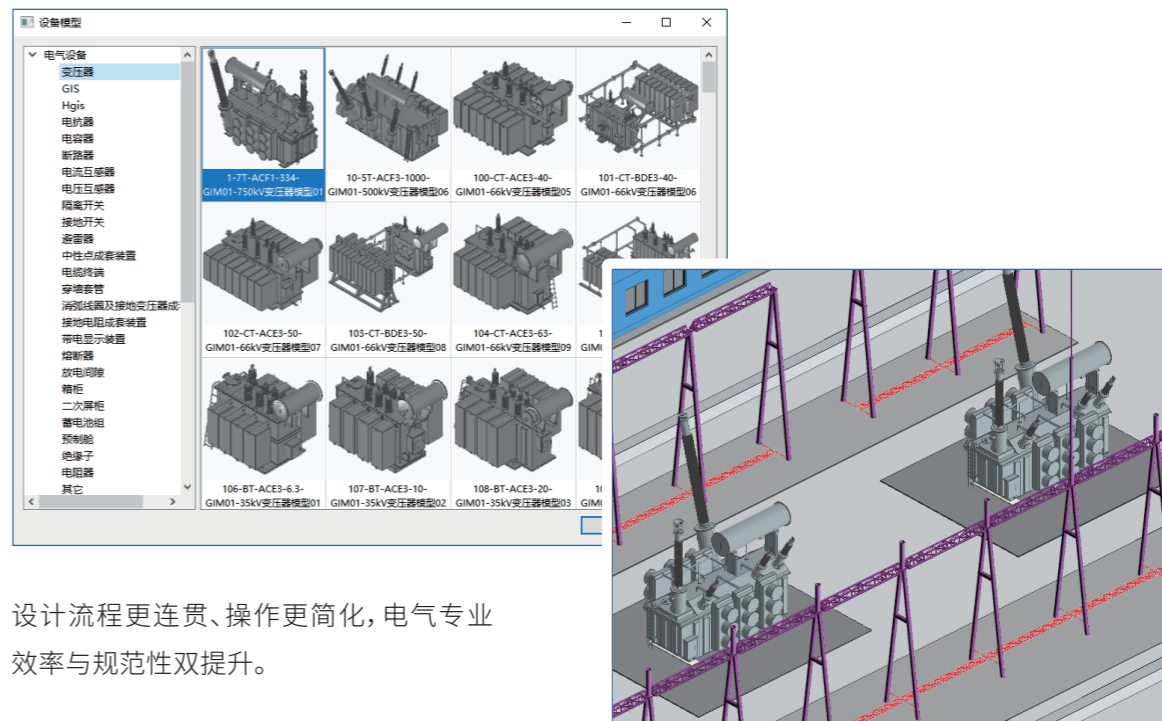 设备模型
电气设备
变压器
GIS
Hgis
电抗器
电容器
断路器
电流互感器
电压互感器
隔离开关
接地开关
避雷器
中性点成套装置
电缆终端
穿墙套管
消弧线圈及接地变压器成
接地电阻成套装置
带电显示装置
熔断器
放电间隙
箱柜
二次屏柜
蓄电池组
预制舱
绝缘子
电阻器
其它
1-7T-ACF1-334-
GIM01-750kV变压器模型01
10-5T-ACF3-1000-
GIM01-500kV变压器模型06
100-CT-ACE3-40-
GIM01-66kV变压器模型05
101-CT-BDE3-40-
GIM01-66kV变压器模型06
102-CT-ACE3-50-
GIM01-66kV变压器模型07
103-CT-BDE3-50-
GIM01-66kV变压器模型08
104-CT-ACE3-63-
GIM01-66kV变压器模型09
106-BT-ACE3-6.3-
GIM01-35kV变压器模型01
107-BT-ACE3-10-
GIM01-35kV变压器模型02
108-BT-ACE3-20-
GIM01-35kV变压器模型03
设计流程更连贯、操作更简化，电气专业
效率与规范性双提升。